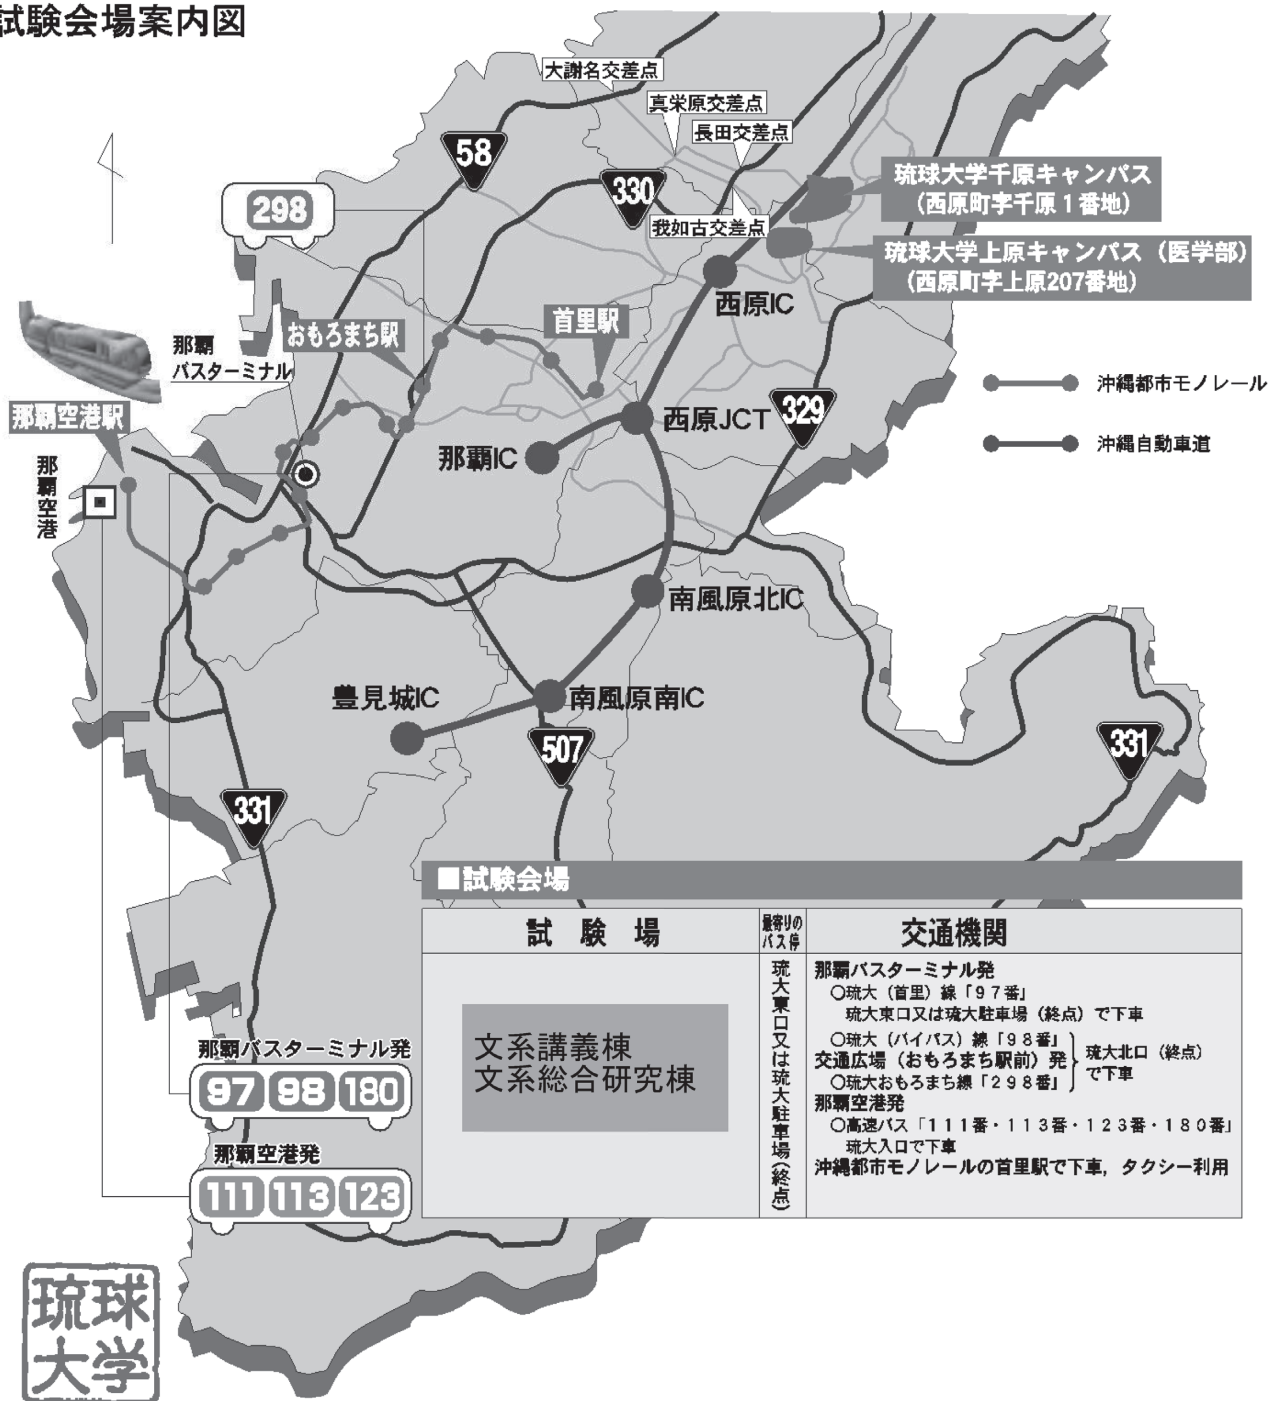 試験会場案内図
大謝名交差点
真栄原交差点
長田交差点
58
330
298
琉球大学千原キャンパス
(西原町字千原1番地)
我如古交差点
琉球大学上原キャンパス(医学部)
(西原町字上原207番地)
西原IC
首里駅
おもろまち駅
那覇
バスターミナル
沖縄都市モノレール
329
西原JCT
那覇空港駅
那覇IC
沖縄自動車道
那覇空港
南風原北IC
豊見城IC
南風原南IC
507
331
331
■試験会場
試験場
最寄りの
バス停
交通機関
文系講義棟
文系総合研究棟
琉大東口又は琉大駐車場(終点)
那覇バスターミナル発
○琉大(首里)線「97番」
琉大東口又は琉大駐車場(終点)で下車
○琉大(バイパス)線「98番」
交通広場(おもろまち駅前)発
○琉大おもろまち線「298番」
琉大北口(終点)
で下車
那覇空港発
○高速バス「111番・113番・123番・180番」
琉大入口で下車
沖縄都市モノレールの首里駅で下車,タクシー利用
那覇バスターミナル発
97 98 180
那覇空港発
111 113 123
琉球
大学